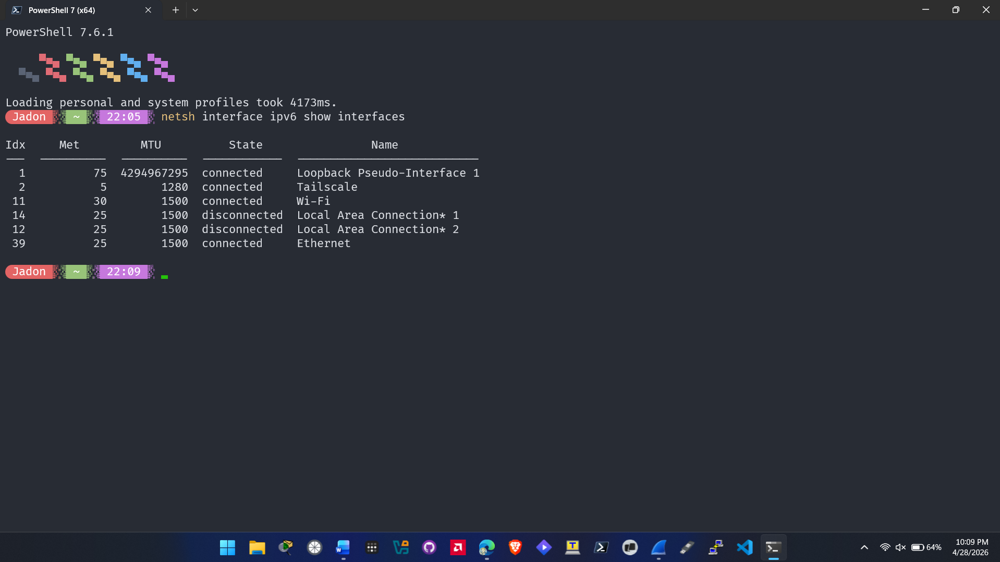 PowerShell 7 (x64)
PowerShell 7.6.1
Loading personal and system profiles took 4173ms.
Jadon ~ 22:05 netsh interface ipv6 show interfaces
Idx     Met         MTU          State                Name
---  ----------  ----------  ------------  ---------------------------
  1          75  4294967295  connected     Loopback Pseudo-Interface 1
  2           5        1280  connected     Tailscale
 11          30        1500  connected     Wi-Fi
 14          25        1500  disconnected  Local Area Connection* 1
 12          25        1500  disconnected  Local Area Connection* 2
 39          25        1500  connected     Ethernet
Jadon ~ 22:09
64%
10:09 PM
4/28/2026